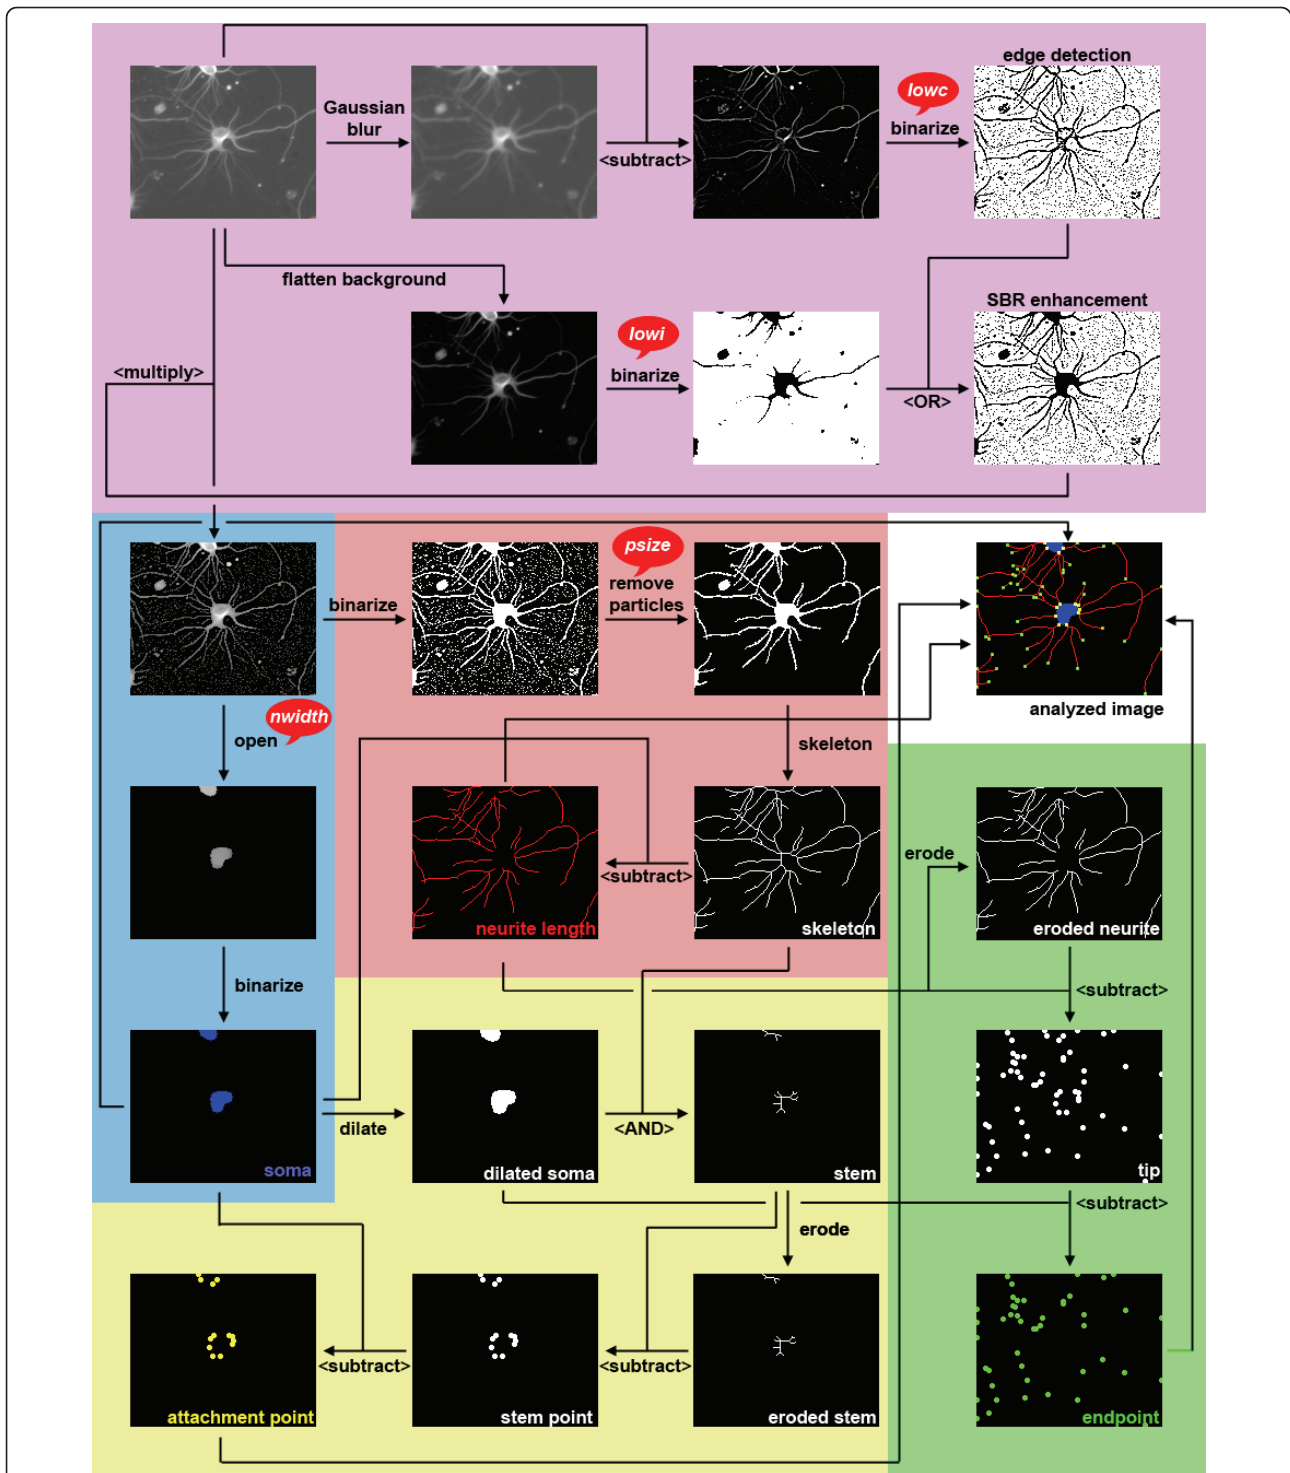 edge detection
Gaussian
blur
lowc
binarize
<subtract>
flatten background
SBR enhancement
lowi
binarize
<multiply>
<OR>
psize
binarize
remove
particles
nwidth
open
analyzed image
skeleton
erode
<subtract>
neurite length
skeleton
eroded neurite
binarize
<subtract>
dilate
<AND>
soma
dilated soma
stem
tip
<subtract>
erode
<subtract>
<subtract>
attachment point
stem point
eroded stem
endpoint